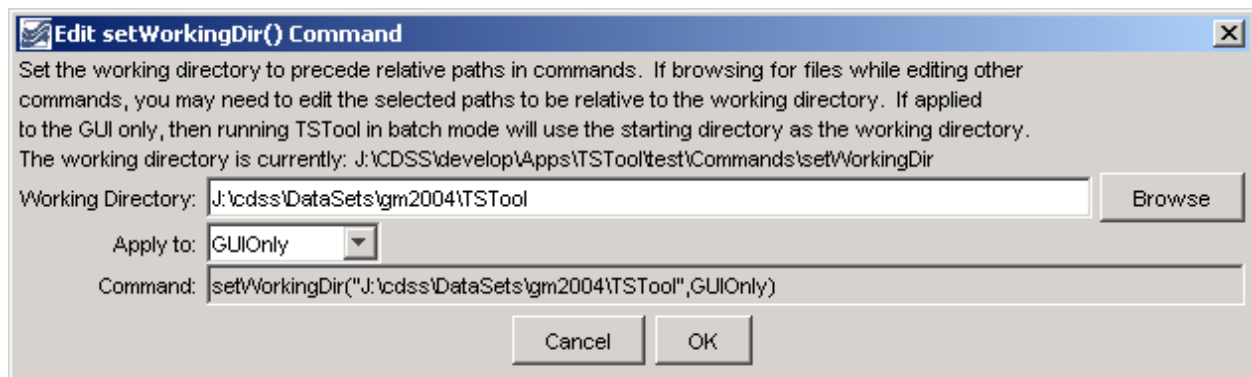 Edit setWorkingDir() Command
Set the working directory to precede relative paths in commands.  If browsing for files while editing other
commands, you may need to edit the selected paths to be relative to the working directory.  If applied
to the GUI only, then running TSTool in batch mode will use the starting directory as the working directory.
The working directory is currently: J:\CDSS\develop\Apps\TSTool\test\Commands\setWorkingDir
Working Directory: J:\cdss\DataSets\gm2004\TSTool Browse
Apply to: GUIOnly
Command: setWorkingDir("J:\cdss\DataSets\gm2004\TSTool",GUIOnly)
Cancel OK